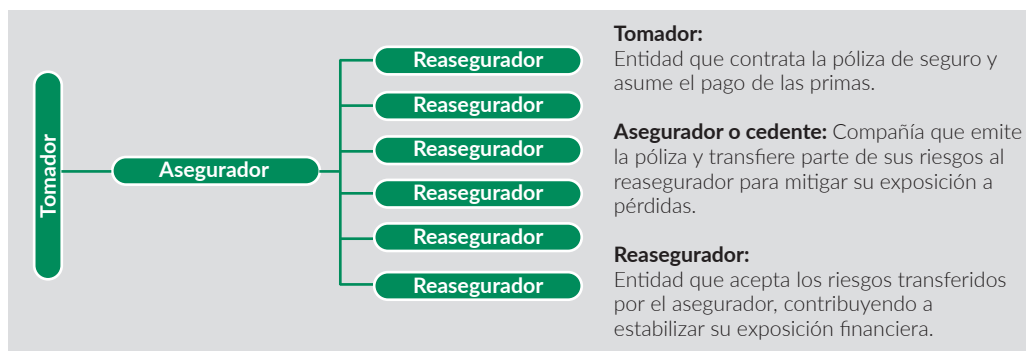 Tomador
Asegurador
Reasegurador
Reasegurador
Reasegurador
Reasegurador
Reasegurador
Reasegurador
Tomador:
Entidad que contrata la póliza de seguro y
asume el pago de las primas.
Asegurador o cedente: Compañía que emite
la póliza y transfiere parte de sus riesgos al
reasegurador para mitigar su exposición a
pérdidas.
Reasegurador:
Entidad que acepta los riesgos transferidos
por el asegurador, contribuyendo a
estabilizar su exposición financiera.